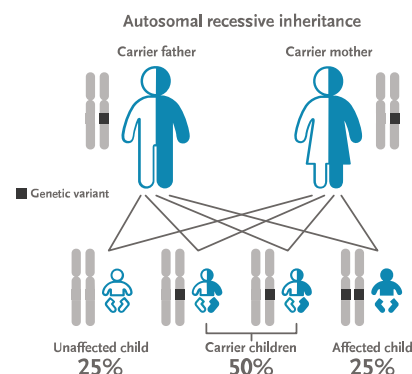 Autosomal recessive inheritance
Carrier father
Carrier mother
Genetic variant
Unaffected child
25%
Carrier children
50%
Affected child
25%